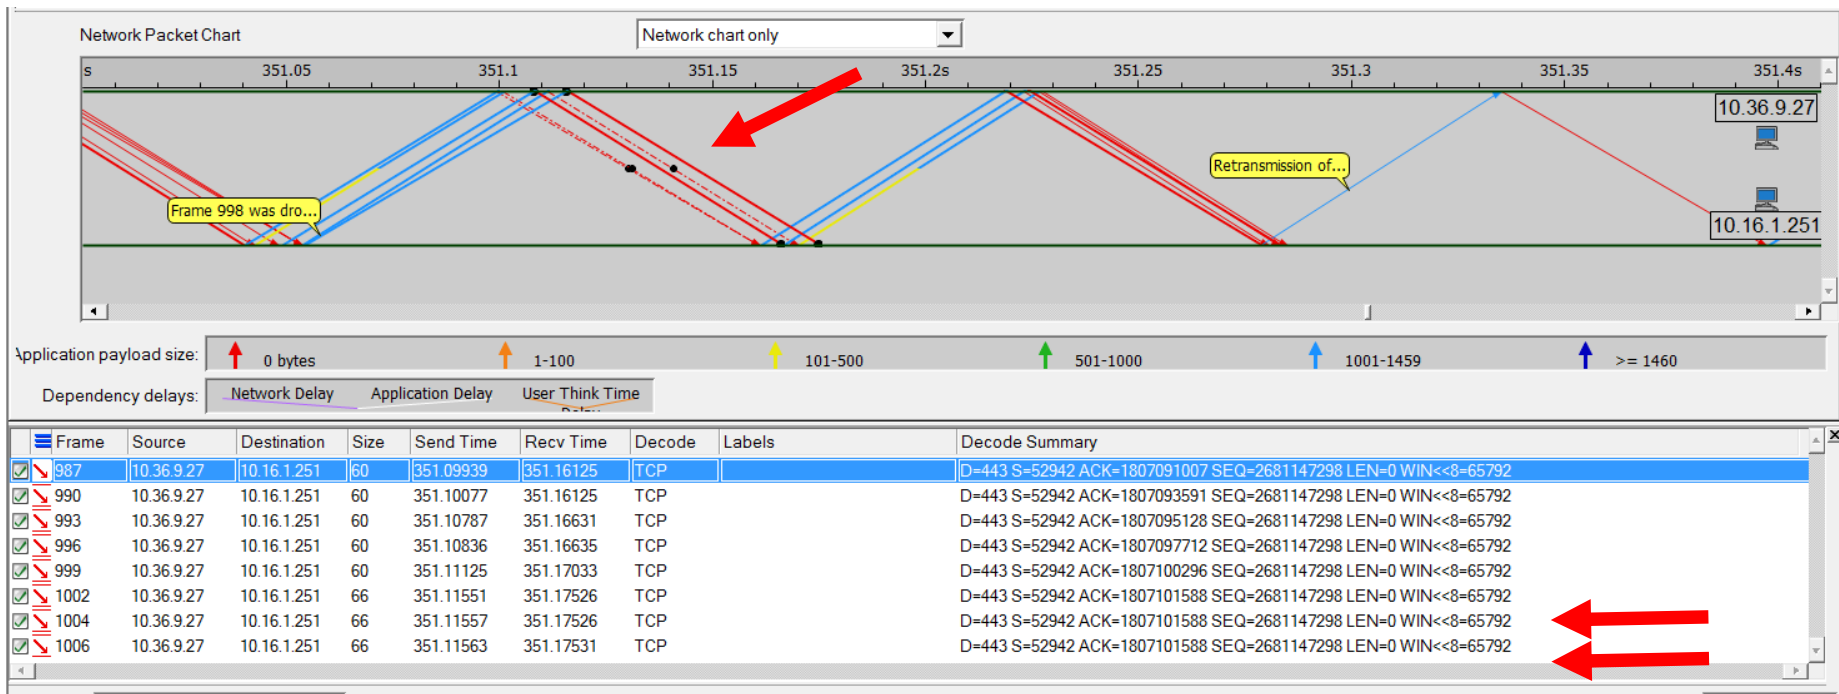 Network Packet Chart
Network chart only
s 351.05 351.1 351.15 351.2s 351.25 351.3 351.35 351.4s
10.36.9.27
Retransmission of...
Frame 998 was dro...
10.16.1.251
Application payload size: 0 bytes 1-100 101-500 501-1000 1001-1459 >= 1460
Dependency delays: Network Delay Application Delay User Think Time
Frame Source Destination Size Send Time Recv Time Decode Labels Decode Summary
987 10.36.9.27 10.16.1.251 60 351.09939 351.16125 TCP D=443 S=52942 ACK=1807091007 SEQ=2681147298 LEN=0 WIN<<8=65792
990 10.36.9.27 10.16.1.251 60 351.10077 351.16125 TCP D=443 S=52942 ACK=1807093591 SEQ=2681147298 LEN=0 WIN<<8=65792
993 10.36.9.27 10.16.1.251 60 351.10787 351.16631 TCP D=443 S=52942 ACK=1807095128 SEQ=2681147298 LEN=0 WIN<<8=65792
996 10.36.9.27 10.16.1.251 60 351.10836 351.16635 TCP D=443 S=52942 ACK=1807097712 SEQ=2681147298 LEN=0 WIN<<8=65792
999 10.36.9.27 10.16.1.251 60 351.11125 351.17033 TCP D=443 S=52942 ACK=1807100296 SEQ=2681147298 LEN=0 WIN<<8=65792
1002 10.36.9.27 10.16.1.251 66 351.11551 351.17526 TCP D=443 S=52942 ACK=1807101588 SEQ=2681147298 LEN=0 WIN<<8=65792
1004 10.36.9.27 10.16.1.251 66 351.11557 351.17526 TCP D=443 S=52942 ACK=1807101588 SEQ=2681147298 LEN=0 WIN<<8=65792
1006 10.36.9.27 10.16.1.251 66 351.11563 351.17531 TCP D=443 S=52942 ACK=1807101588 SEQ=2681147298 LEN=0 WIN<<8=65792